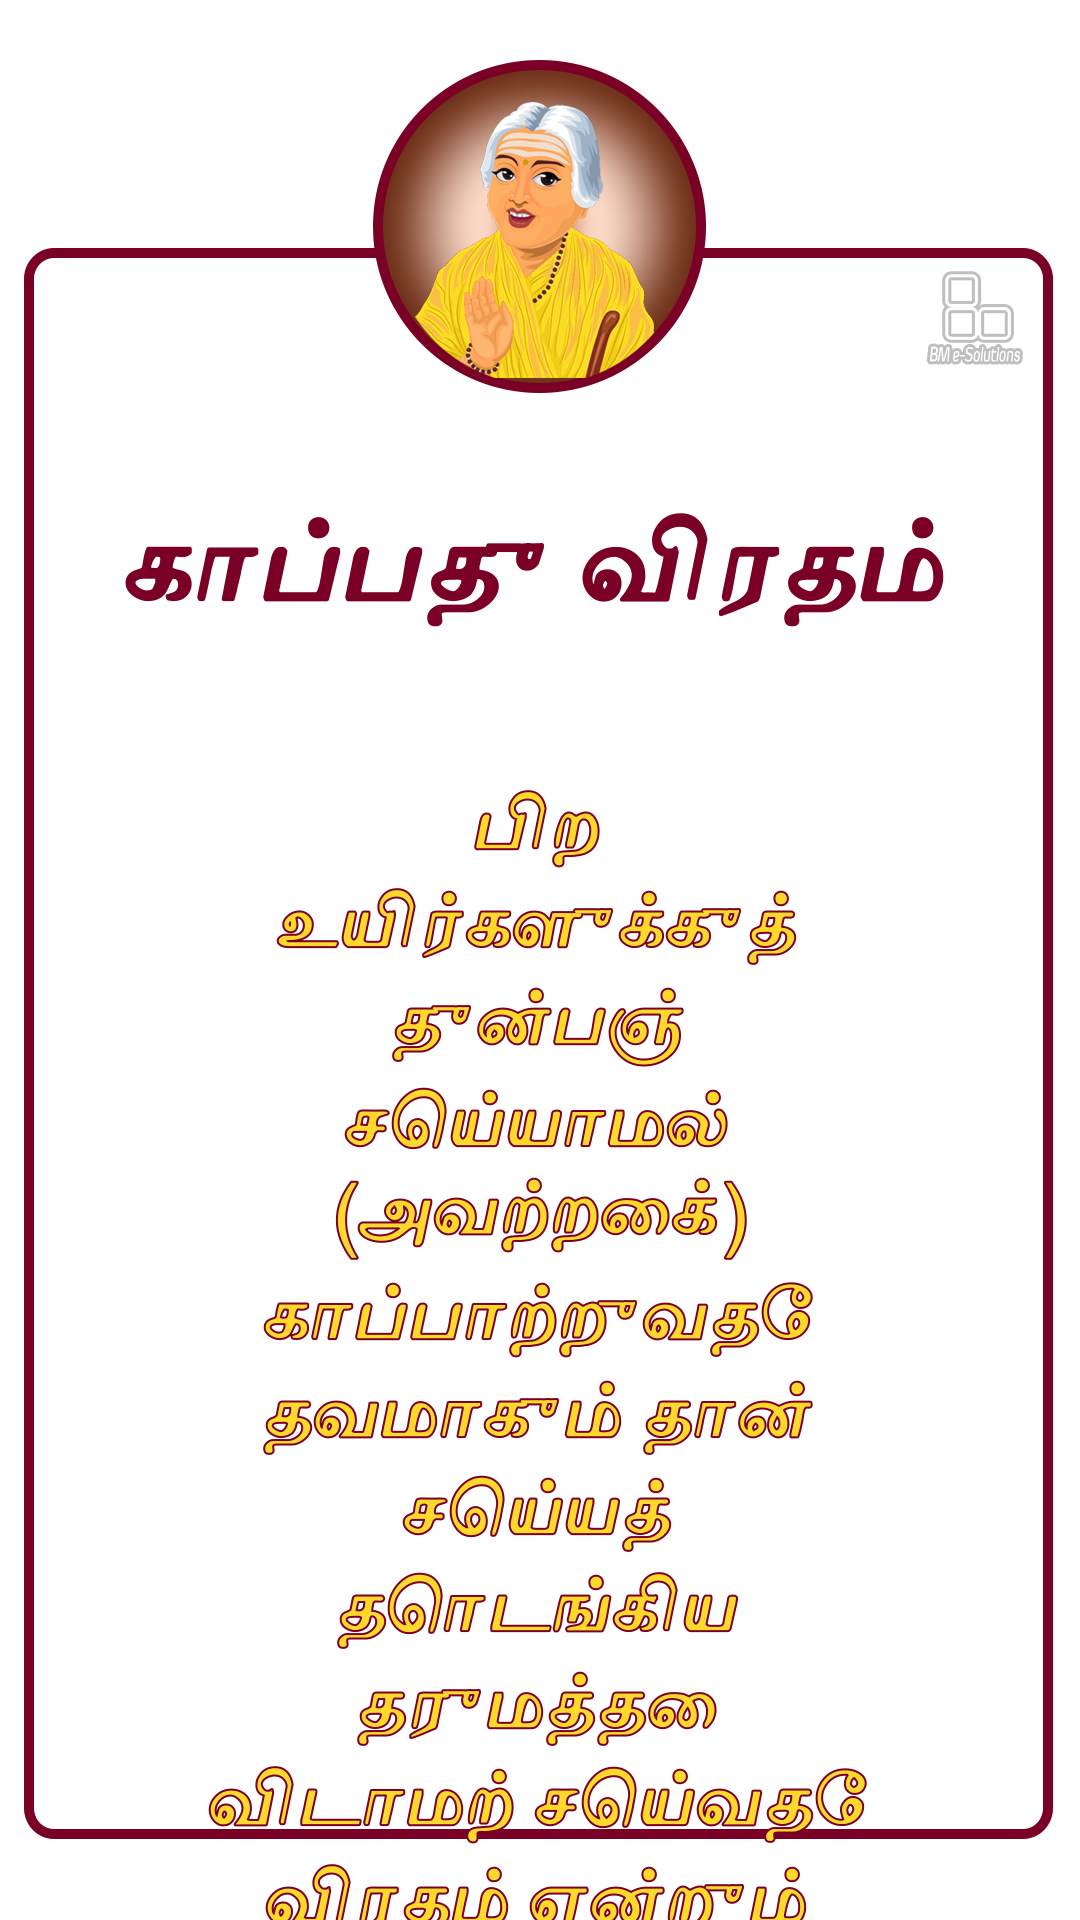 BM e-Solutions
காப்பது விரதம்
பிற
உயிர்களுக்குத்
துன்பஞ்
செய்யாமல்
(அவற்றைக்)
காப்பாற்றுவதே
தவமாகும் தான்
செய்யத்
தொடங்கிய
தருமத்தை
விடாமற் செய்வதே
விரதம் என்றும்